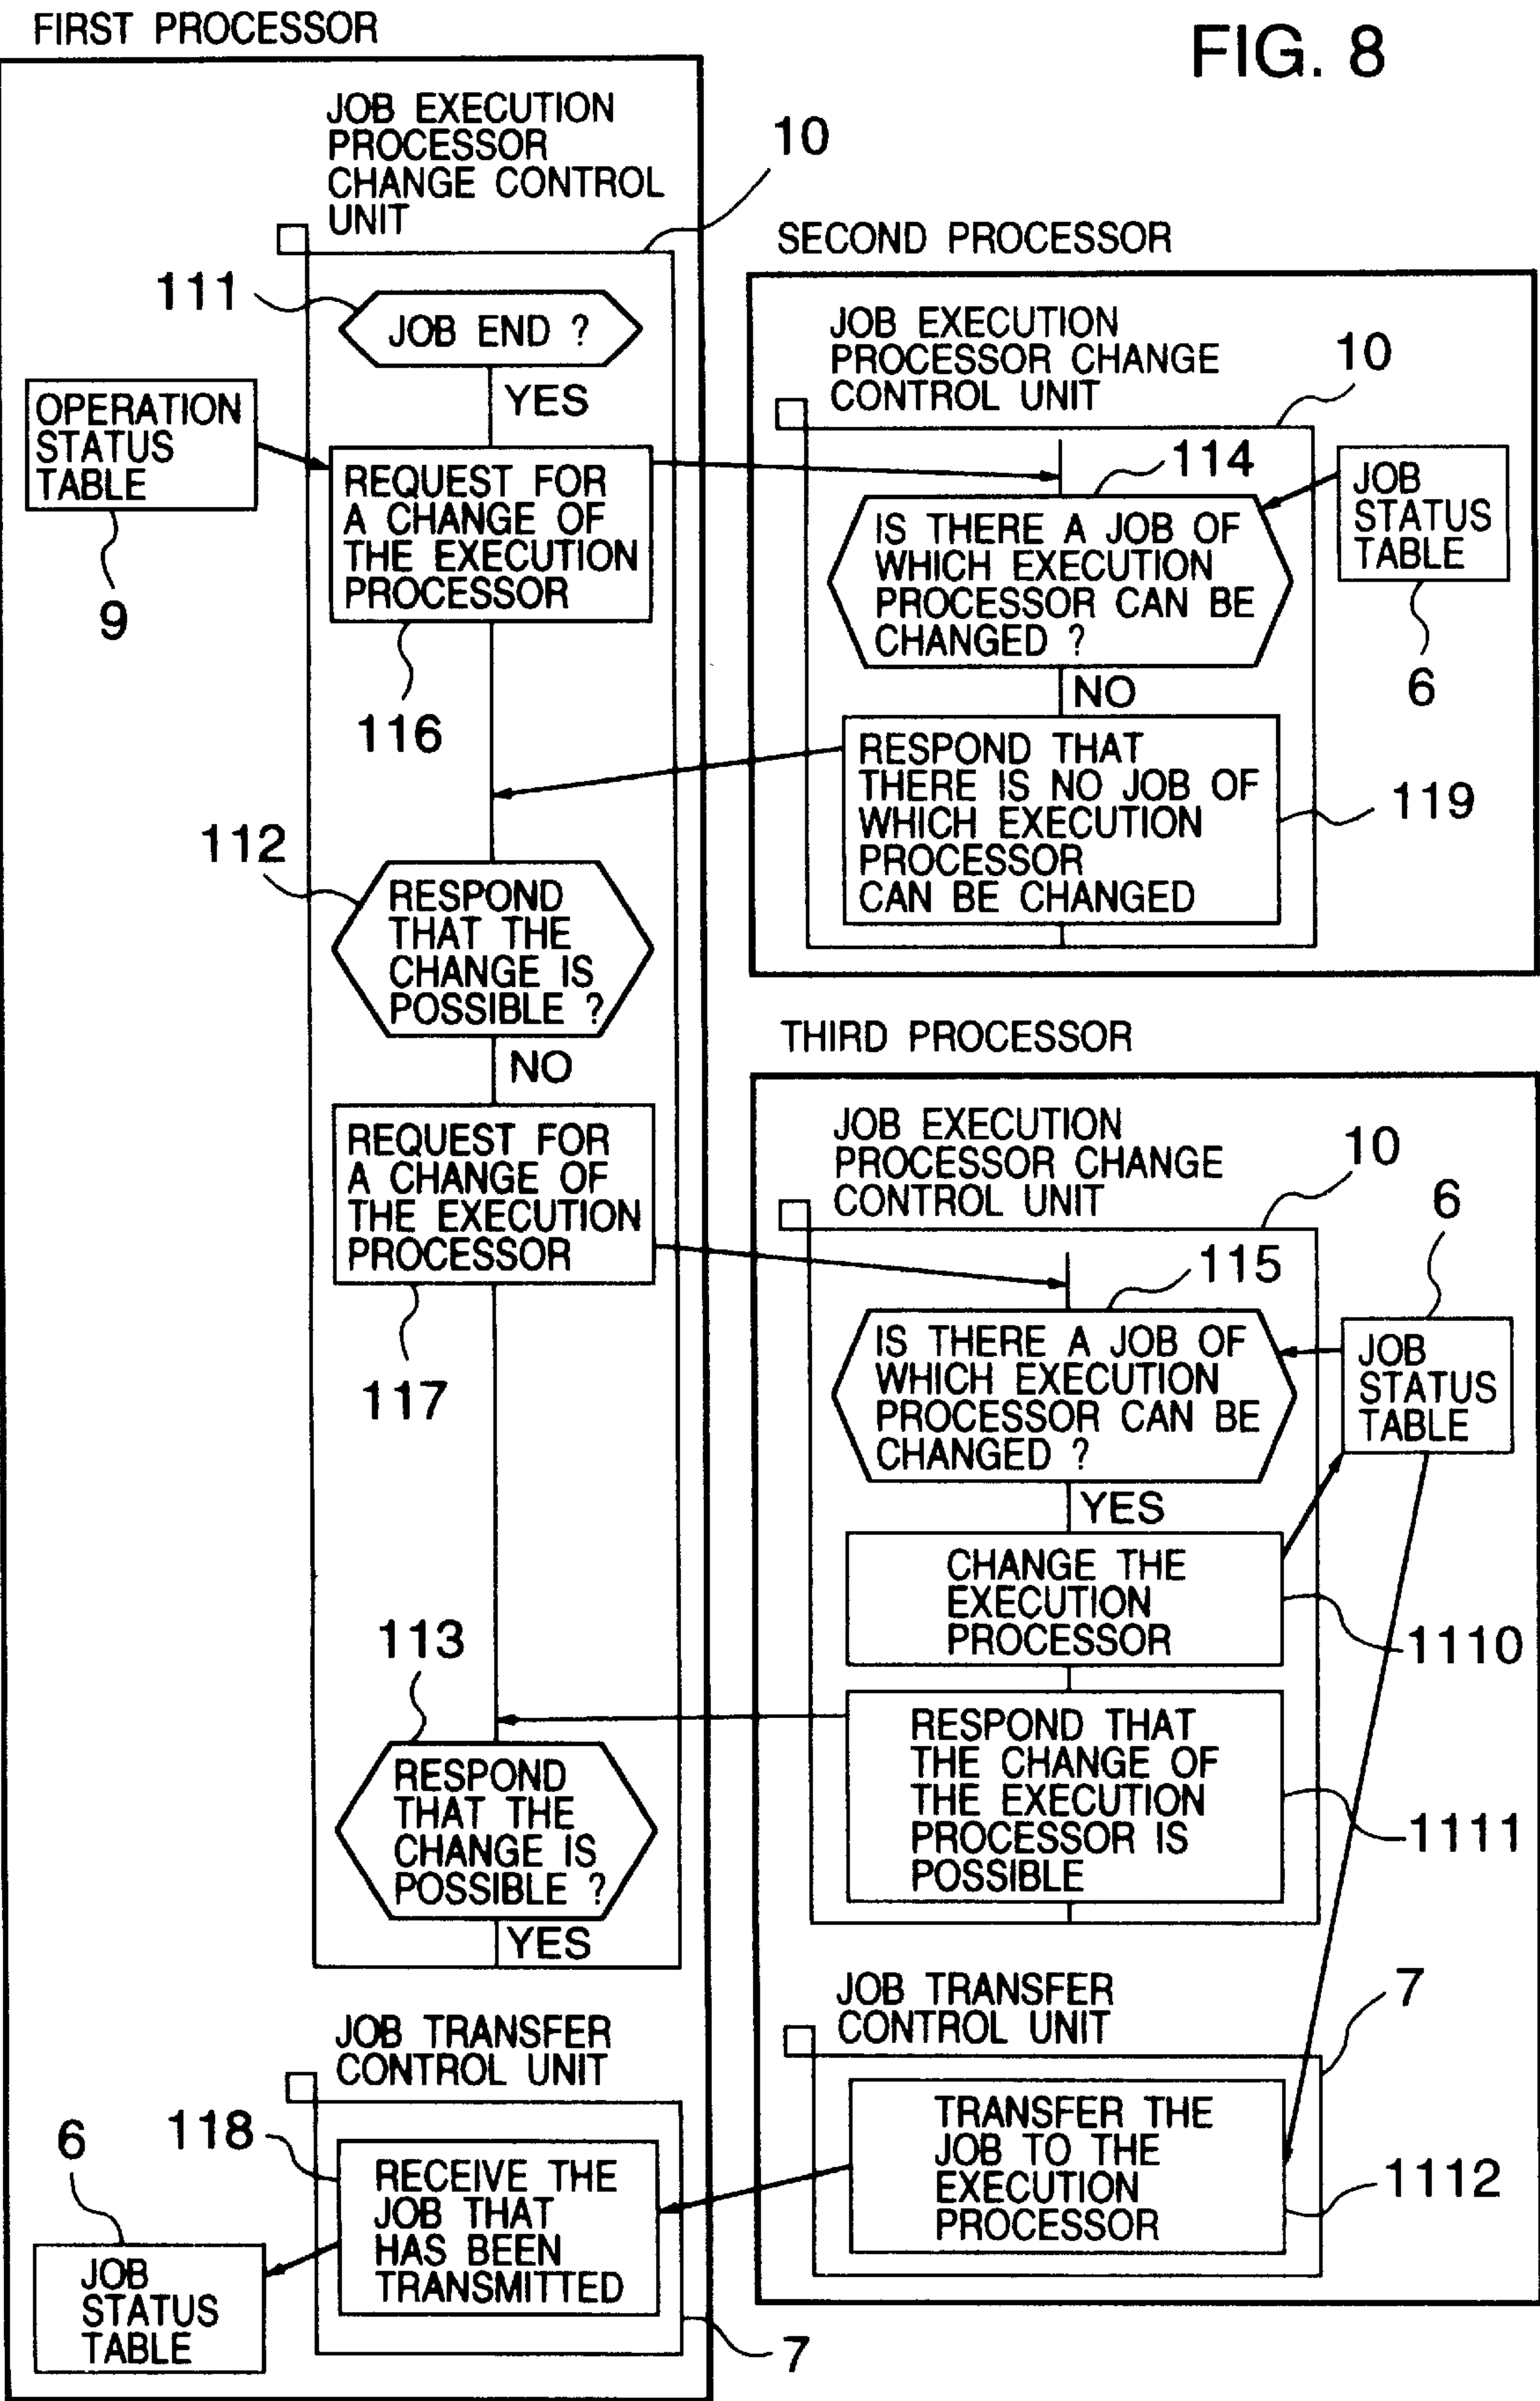 FIRST PROCESSOR
FIG. 8
JOB EXECUTION
PROCESSOR
CHANGE CONTROL
UNIT
10
111
JOB END ?
YES
OPERATION
STATUS
TABLE
9
REQUEST FOR
A CHANGE OF
THE EXECUTION
PROCESSOR
116
SECOND PROCESSOR
JOB EXECUTION
PROCESSOR CHANGE
CONTROL UNIT
10
114
IS THERE A JOB OF
WHICH EXECUTION
PROCESSOR CAN BE
CHANGED ?
JOB
STATUS
TABLE
6
NO
RESPOND THAT
THERE IS NO JOB OF
WHICH EXECUTION
PROCESSOR
CAN BE CHANGED
119
112
RESPOND
THAT THE
CHANGE IS
POSSIBLE ?
NO
REQUEST FOR
A CHANGE OF
THE EXECUTION
PROCESSOR
117
THIRD PROCESSOR
JOB EXECUTION
PROCESSOR CHANGE
CONTROL UNIT
10
6
115
IS THERE A JOB OF
WHICH EXECUTION
PROCESSOR CAN BE
CHANGED ?
JOB
STATUS
TABLE
YES
CHANGE THE
EXECUTION
PROCESSOR
1110
RESPOND THAT
THE CHANGE OF
THE EXECUTION
PROCESSOR IS
POSSIBLE
1111
113
RESPOND
THAT THE
CHANGE IS
POSSIBLE ?
YES
JOB TRANSFER
CONTROL UNIT
7
TRANSFER THE
JOB TO THE
EXECUTION
PROCESSOR
1112
JOB TRANSFER
CONTROL UNIT
118
RECEIVE THE
JOB THAT
HAS BEEN
TRANSMITTED
7
6
JOB
STATUS
TABLE